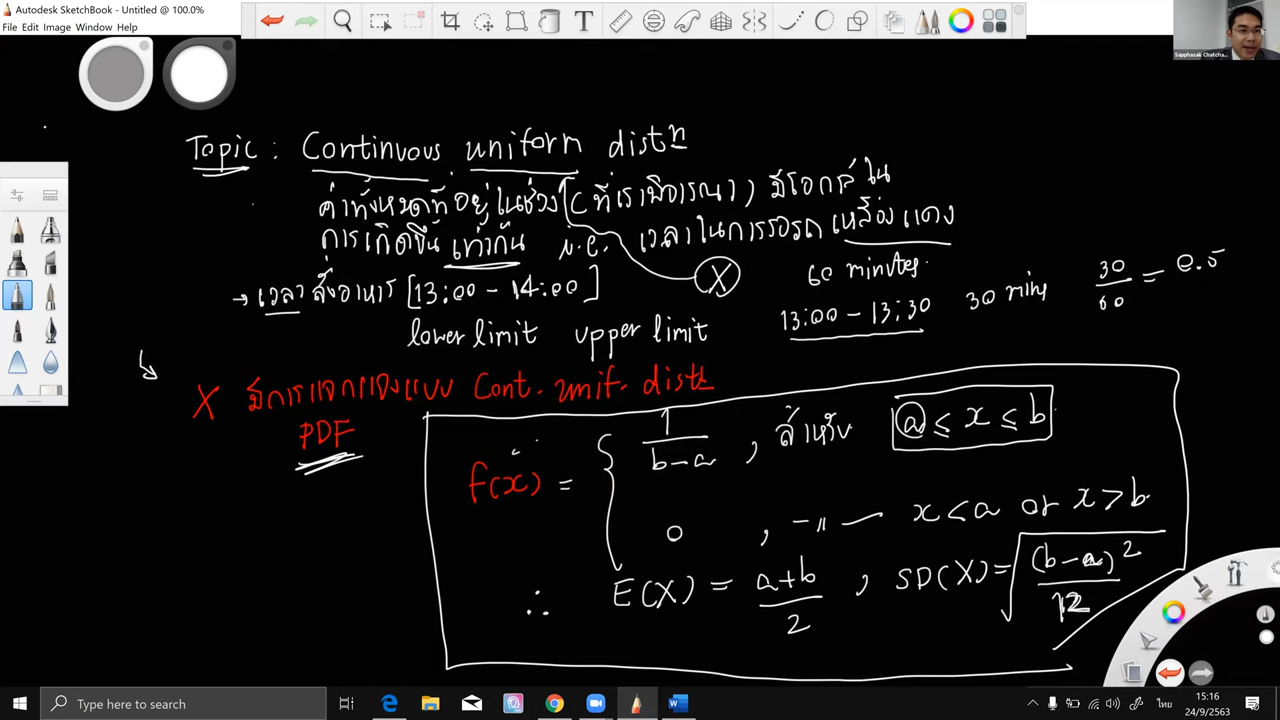 Autodesk SketchBook - Untitled @ 100.0%
File Edit Image Window Help
Sapphasak Chatcha...
Topic : Continuous uniform distⁿ
ค่าทั้งหมดที่อยู่ในช่วง (ที่เราพิจารณา) มีโอกาสใน
การเกิดขึ้น เท่ากัน i.e. เวลาในการรอรถ เหลือง แดง
→ เวลา สั่งอาหาร [13:00 - 14:00]
X
60 minutes.
lower limit upper limit
13:00 - 13:30 30 mins 30/60 = 0.5
X มีการแจกแจงแบบ Cont. unif. distⁿ
PDF
f(x) = { 1/(b-a) , สำหรับ a ≤ x ≤ b
0 , -〃- x < a or x > b
∴ E(X) = (a+b)/2 , SD(X) = √((b-a)²/12)
Type here to search
ไทย
15:16
24/9/2563